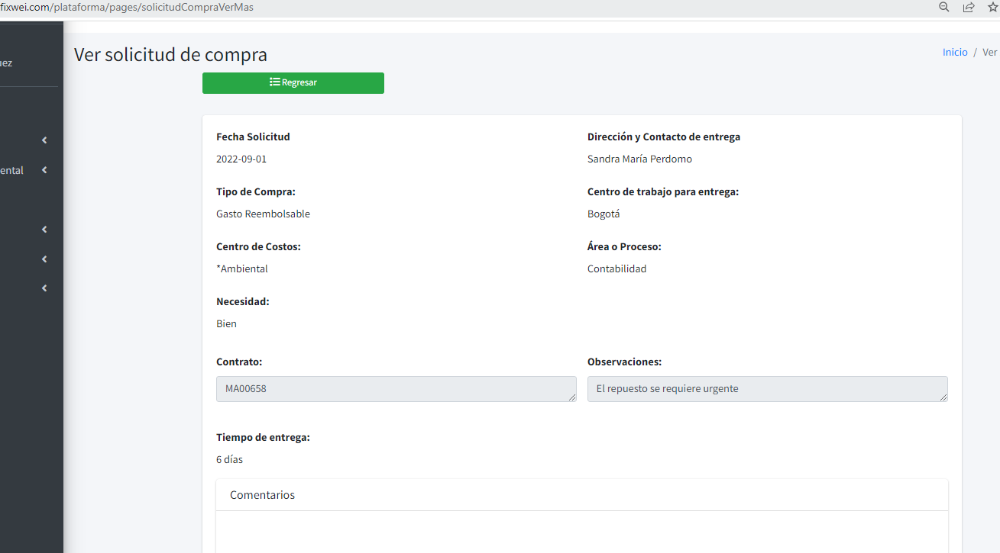 fixwei.com/plataforma/pages/solicitudCompraVerMas
Ver solicitud de compra
Inicio / Ver
Regresar
ental
Fecha Solicitud
2022-09-01
Dirección y Contacto de entrega
Sandra María Perdomo
Tipo de Compra:
Gasto Reembolsable
Centro de trabajo para entrega:
Bogotá
Centro de Costos:
*Ambiental
Área o Proceso:
Contabilidad
Necesidad:
Bien
Contrato:
MA00658
Observaciones:
El repuesto se requiere urgente
Tiempo de entrega:
6 días
Comentarios